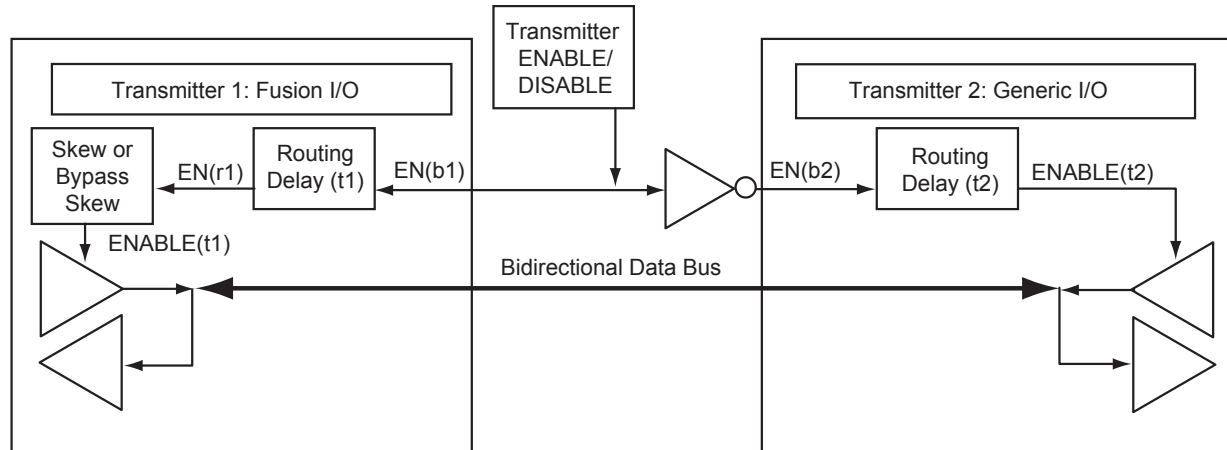 Transmitter
ENABLE/
DISABLE
Transmitter 1: Fusion I/O
Transmitter 2: Generic I/O
Skew or
Bypass
Skew
EN(r1)
Routing
Delay (t1)
EN(b1)
EN(b2)
Routing
Delay (t2)
ENABLE(t2)
ENABLE(t1)
Bidirectional Data Bus